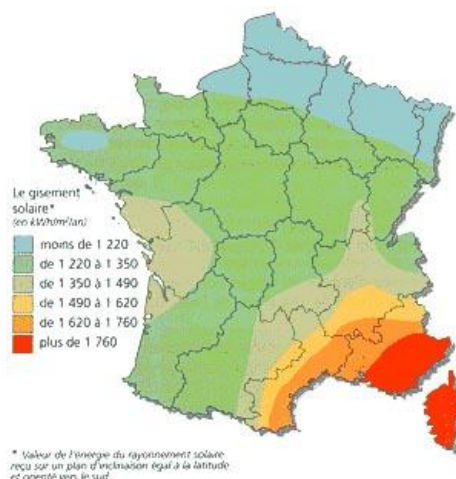 Le gisement
solaire*
(en kWh/m²/an)
moins de 1 220
de 1 220 à 1 350
de 1 350 à 1 490
de 1 490 à 1 620
de 1 620 à 1 760
plus de 1 760
* Valeur de l'énergie du rayonnement solaire
reçu sur un plan d'inclinaison égal à la latitude
et orienté vers le sud